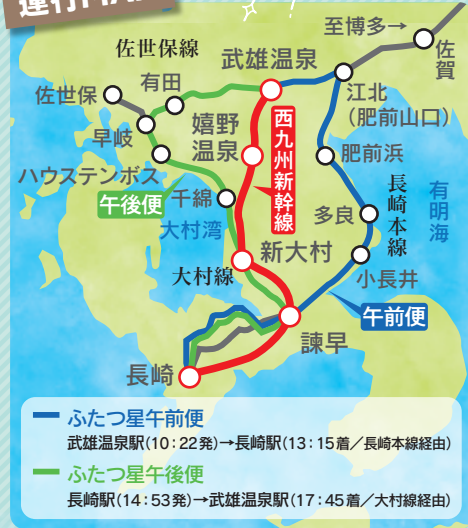 至博多→
佐世保線
武雄温泉
佐賀
有田
佐世保
江北
(肥前山口)
嬉野
温泉
早岐
肥前浜
西九州新幹線
ハウステンボス
長崎本線
有明海
午後便
千綿
多良
大村湾
新大村
大村線
小長井
午前便
諫早
長崎
ふたつ星午前便
武雄温泉駅(10:22発)→長崎駅(13:15着/長崎本線経由)
ふたつ星午後便
長崎駅(14:53発)→武雄温泉駅(17:45着/大村線経由)